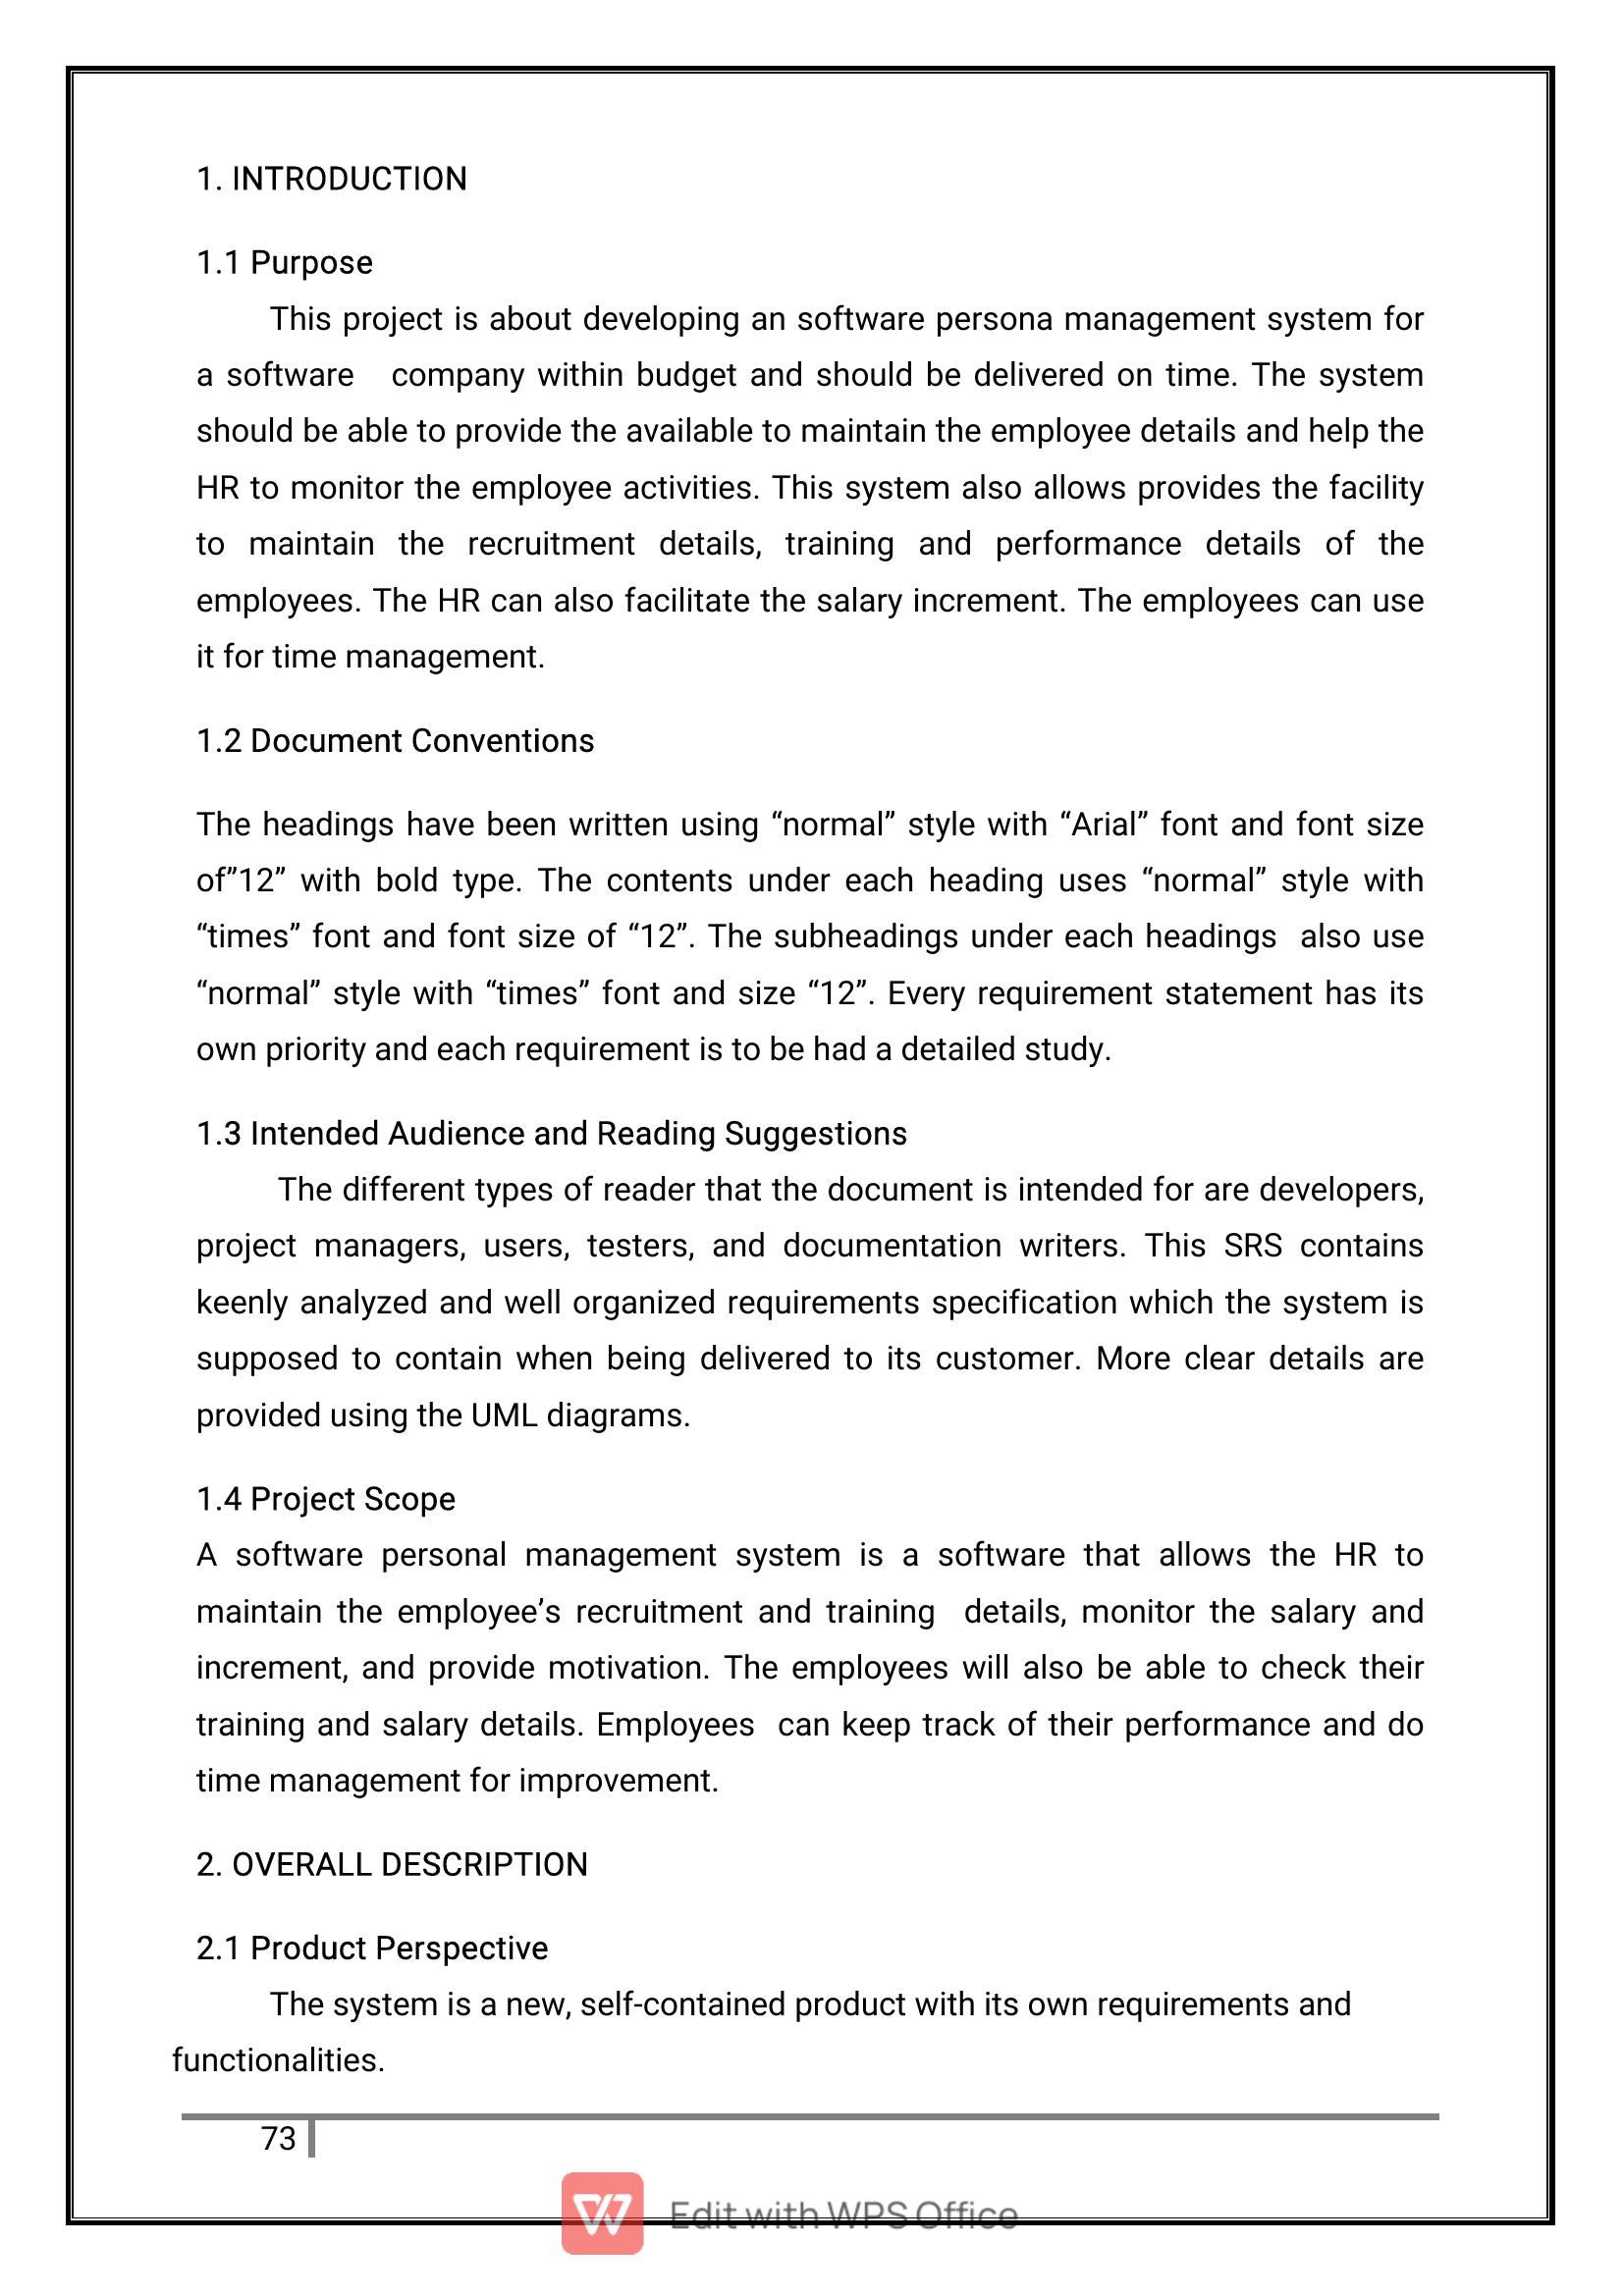 1. INTRODUCTION
1.1 Purpose
This project is about developing an software persona management system for
a software company within budget and should be delivered on time. The system
should be able to provide the available to maintain the employee details and help the
HR to monitor the employee activities. This system also allows provides the facility
to maintain the recruitment details, training and performance details of the
employees. The HR can also facilitate the salary increment. The employees can use
it for time management.
1.2 Document Conventions
The headings have been written using “normal” style with “Arial” font and font size
of”12” with bold type. The contents under each heading uses “normal” style with
“times” font and font size of “12”. The subheadings under each headings also use
“normal” style with “times” font and size “12”. Every requirement statement has its
own priority and each requirement is to be had a detailed study.
1.3 Intended Audience and Reading Suggestions
The different types of reader that the document is intended for are developers,
project managers, users, testers, and documentation writers. This SRS contains
keenly analyzed and well organized requirements specification which the system is
supposed to contain when being delivered to its customer. More clear details are
provided using the UML diagrams.
1.4 Project Scope
A software personal management system is a software that allows the HR to
maintain the employee’s recruitment and training details, monitor the salary and
increment, and provide motivation. The employees will also be able to check their
training and salary details. Employees can keep track of their performance and do
time management for improvement.
2. OVERALL DESCRIPTION
2.1 Product Perspective
The system is a new, self-contained product with its own requirements and
functionalities.
73
Edit with WPS Office